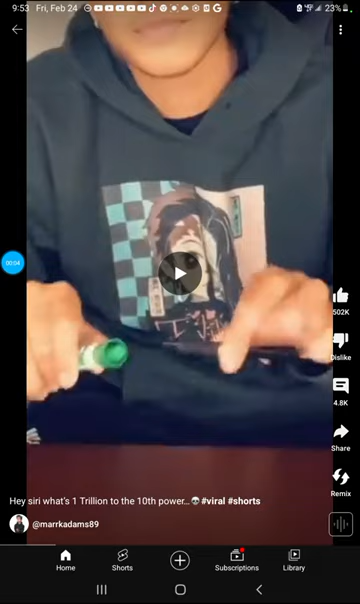 9:53 Fri, Feb 24
23%
00:04
502K
Dislike
4.8K
Share
Remix
Hey siri what's 1 Trillion to the 10th power...💀#viral #shorts
@marrkadams89
Home
Shorts
Subscriptions
Library